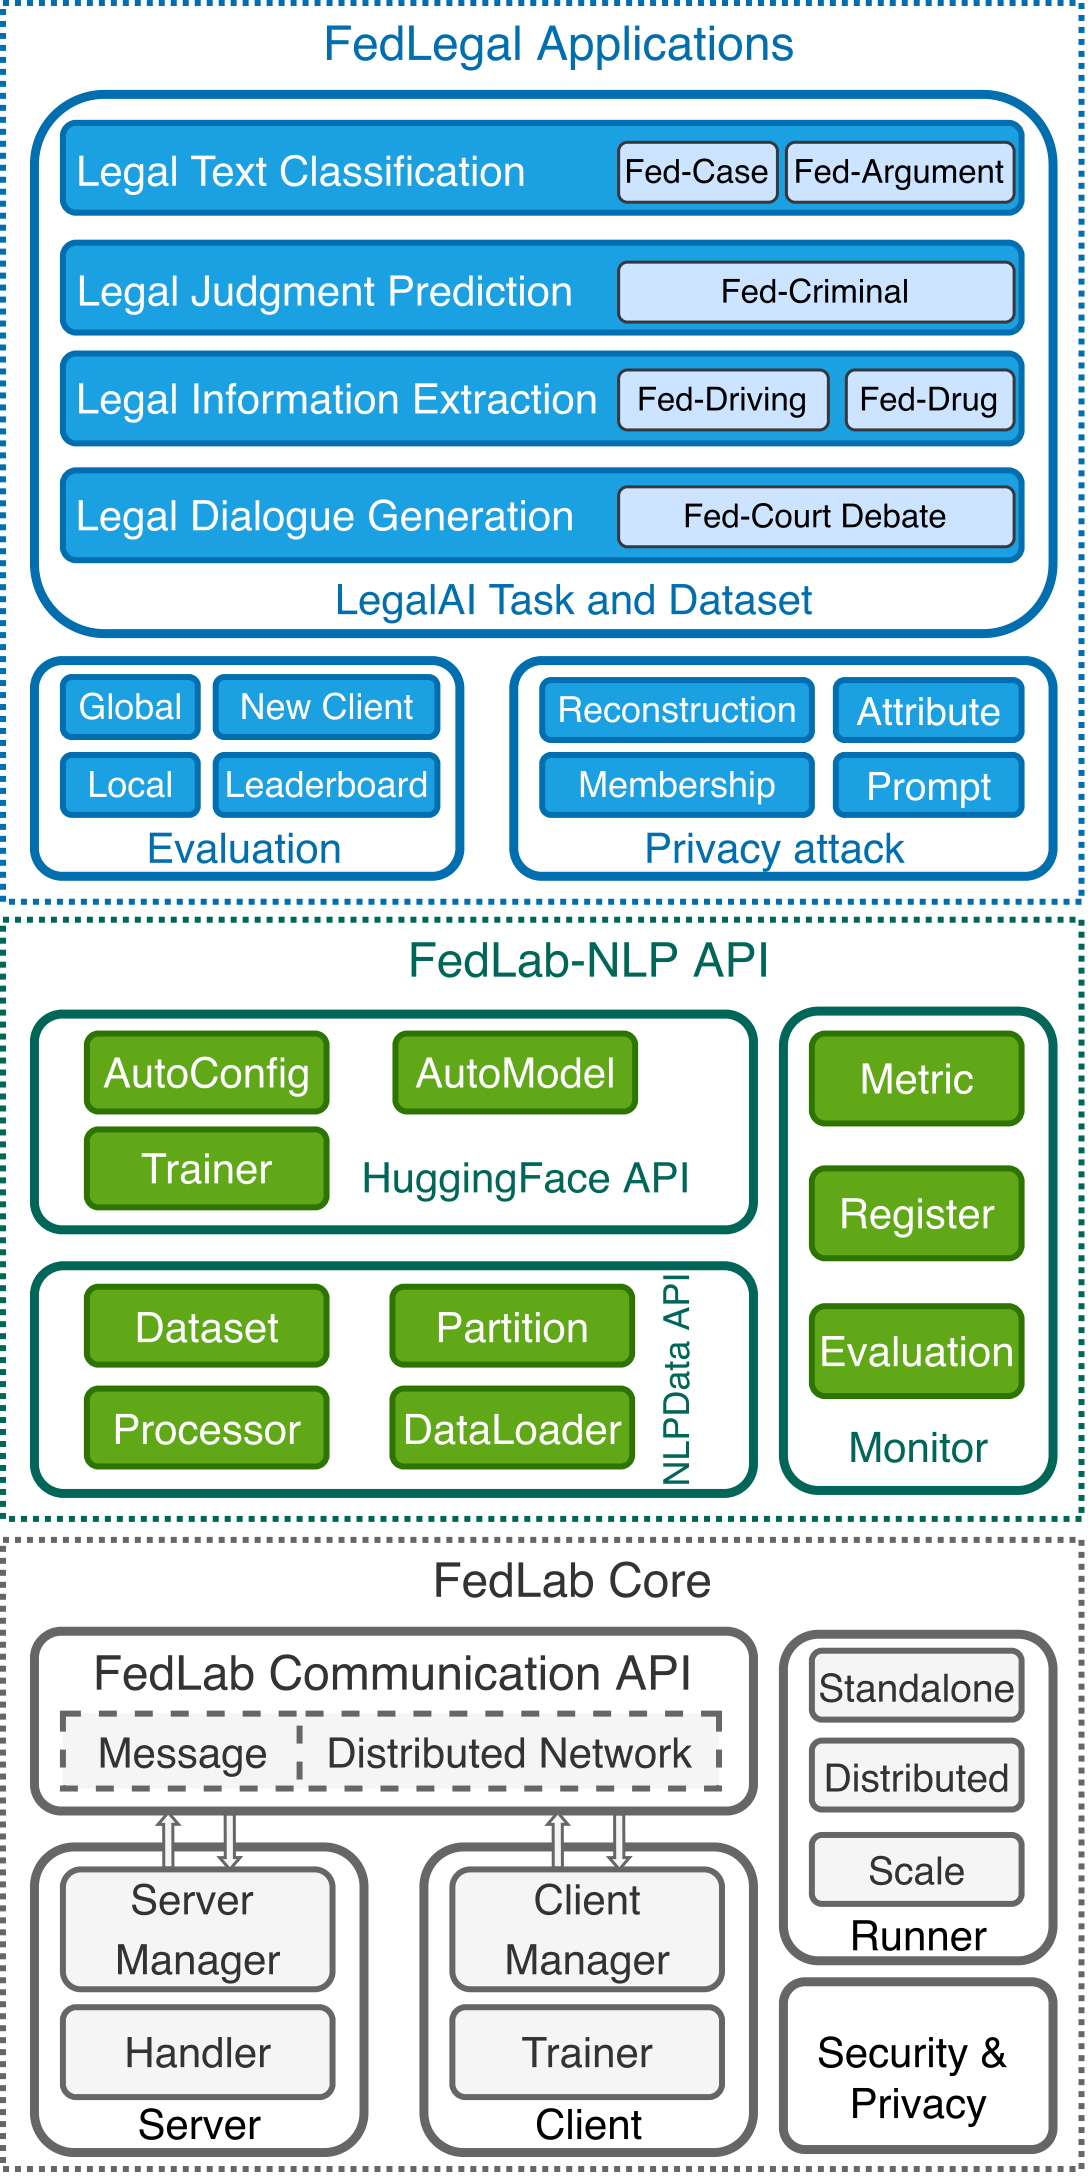 FedLegal Applications
Legal Text Classification
Fed-Case
Fed-Argument
Legal Judgment Prediction
Fed-Criminal
Legal Information Extraction
Fed-Driving
Fed-Drug
Legal Dialogue Generation
Fed-Court Debate
LegalAI Task and Dataset
Global
New Client
Local
Leaderboard
Evaluation
Reconstruction
Attribute
Membership
Prompt
Privacy attack
FedLab-NLP API
AutoConfig
AutoModel
Trainer
HuggingFace API
Dataset
Partition
Processor
DataLoader
NLPData API
Metric
Register
Evaluation
Monitor
FedLab Core
FedLab Communication API
Message
Distributed Network
Server
Manager
Handler
Server
Client
Manager
Trainer
Client
Standalone
Distributed
Scale
Runner
Security &
Privacy